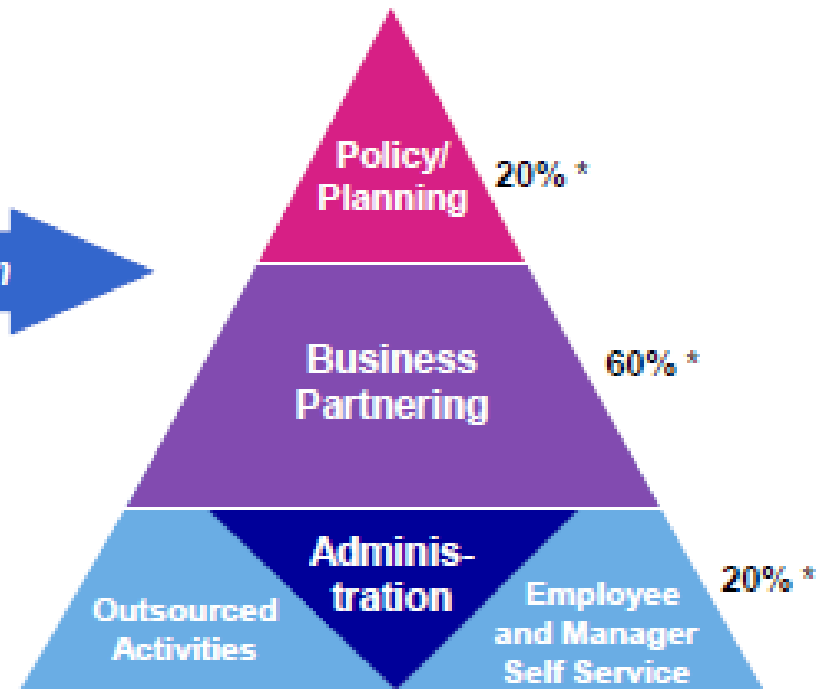 Policy/
Planning
20% *
Business
Partnering
60% *
Adminis-
tration
20% *
Outsourced
Activities
Employee
and Manager
Self Service